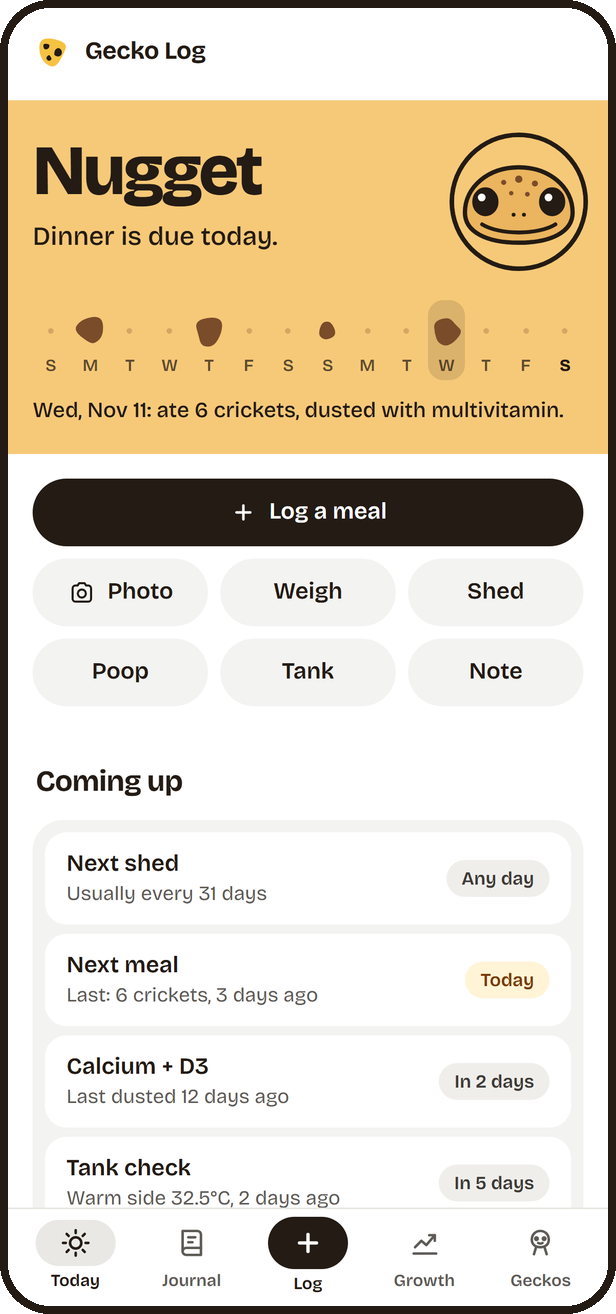 Gecko Log
Nugget
Dinner is due today.
S M T W T F S S M T W T F S
Wed, Nov 11: ate 6 crickets, dusted with multivitamin.
+ Log a meal
Photo
Weigh
Shed
Poop
Tank
Note
Coming up
Next shed
Usually every 31 days
Any day
Next meal
Last: 6 crickets, 3 days ago
Today
Calcium + D3
Last dusted 12 days ago
In 2 days
Tank check
Warm side 32.5°C, 2 days ago
In 5 days
Today
Journal
Log
Growth
Geckos